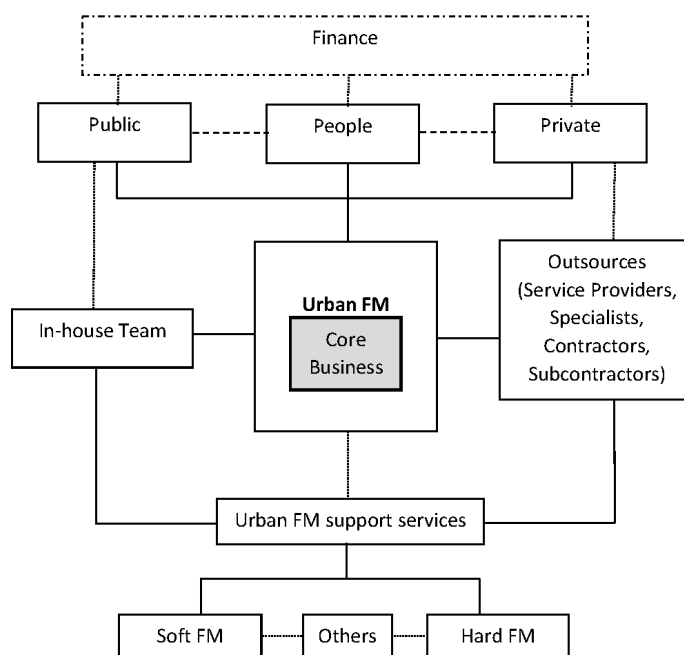 Finance
Public
People
Private
Urban FM
Core
Business
In-house Team
Outsources
(Service Providers,
Specialists,
Contractors,
Subcontractors)
Urban FM support services
Soft FM
Others
Hard FM